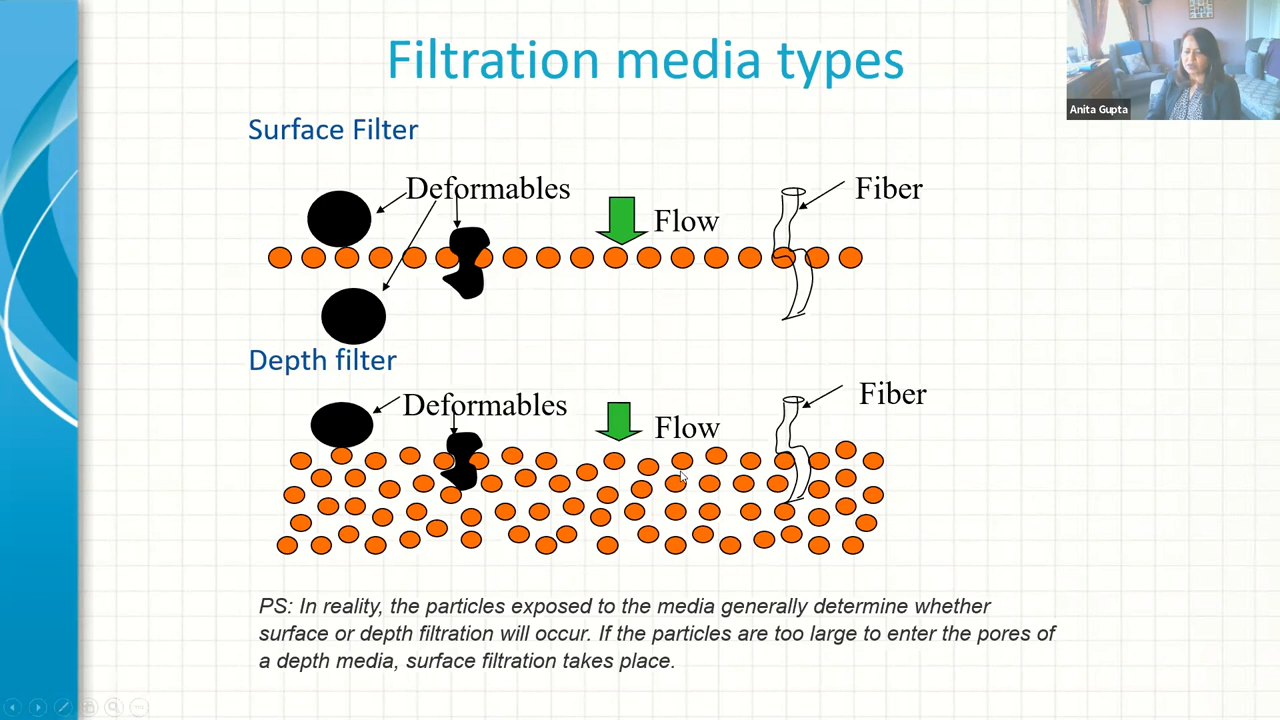 Filtration media types
Anita Gupta
Surface Filter
Deformables
Flow
Fiber
Depth filter
Deformables
Flow
Fiber
PS: In reality, the particles exposed to the media generally determine whether
surface or depth filtration will occur. If the particles are too large to enter the pores of
a depth media, surface filtration takes place.